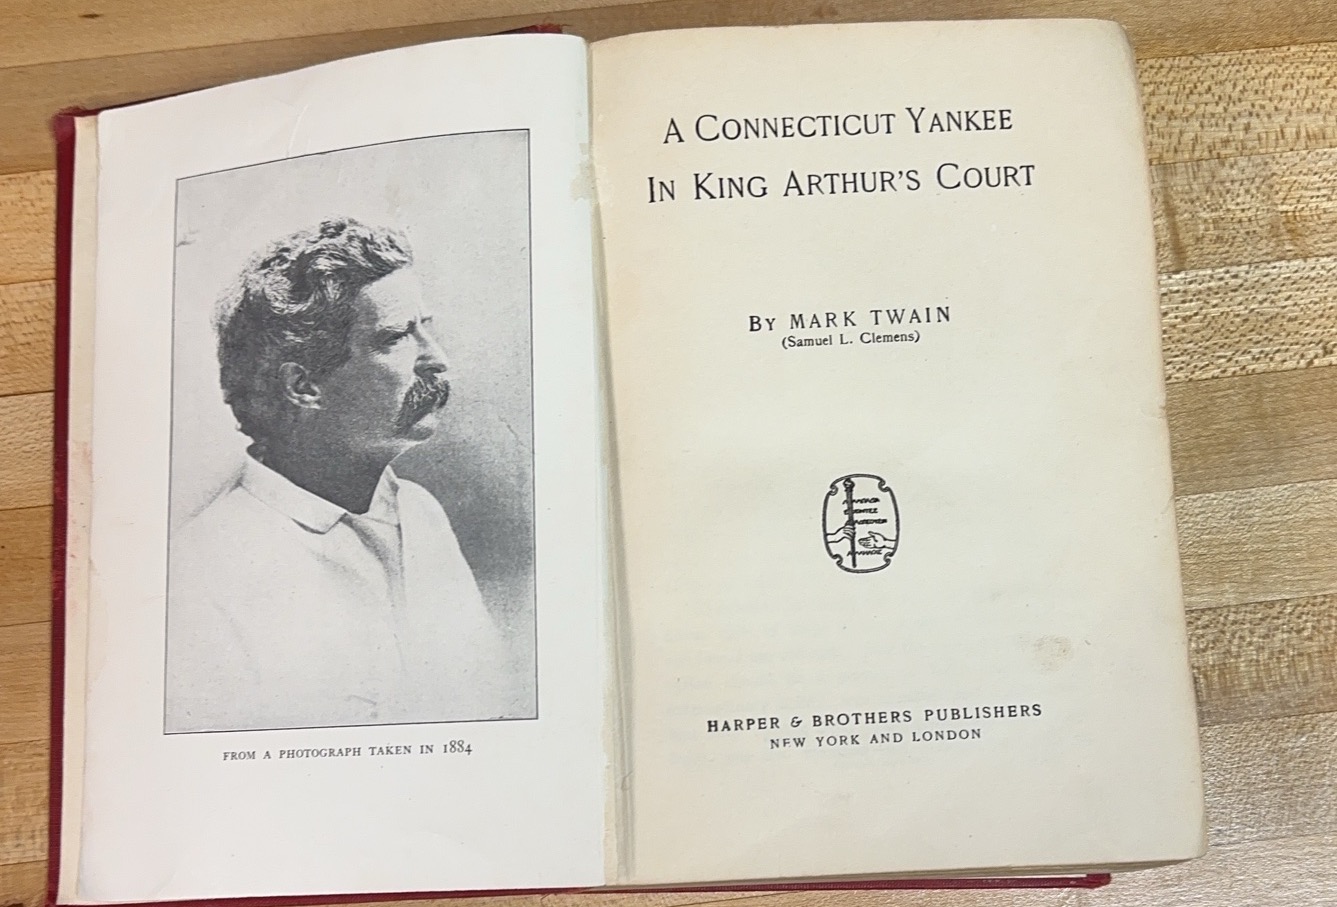 FROM A PHOTOGRAPH TAKEN IN 1884
A CONNECTICUT YANKEE
IN KING ARTHUR'S COURT
BY MARK TWAIN
(Samuel L. Clemens)
HARPER & BROTHERS PUBLISHERS
NEW YORK AND LONDON